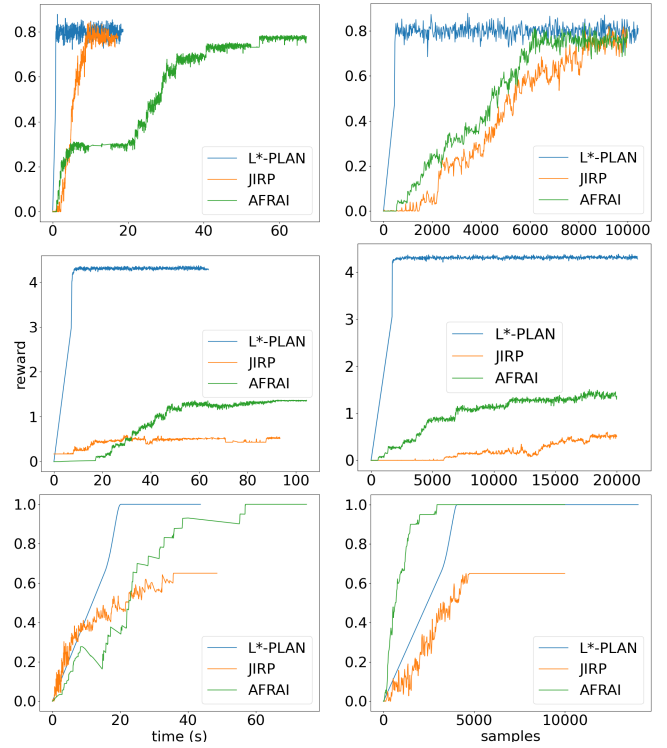 0.8
0.6
0.4
0.2
0.0
0 20 40 60
L*-PLAN
JIRP
AFRAI
0.8
0.6
0.4
0.2
0.0
0 2000 4000 6000 8000 10000
L*-PLAN
JIRP
AFRAI
reward
4
3
2
1
0
0 20 40 60 80 100
L*-PLAN
JIRP
AFRAI
4
3
2
1
0
0 5000 10000 15000 20000
L*-PLAN
JIRP
AFRAI
1.0
0.8
0.6
0.4
0.2
0.0
0 20 40 60
time (s)
L*-PLAN
JIRP
AFRAI
1.0
0.8
0.6
0.4
0.2
0.0
0 5000 10000
samples
L*-PLAN
JIRP
AFRAI